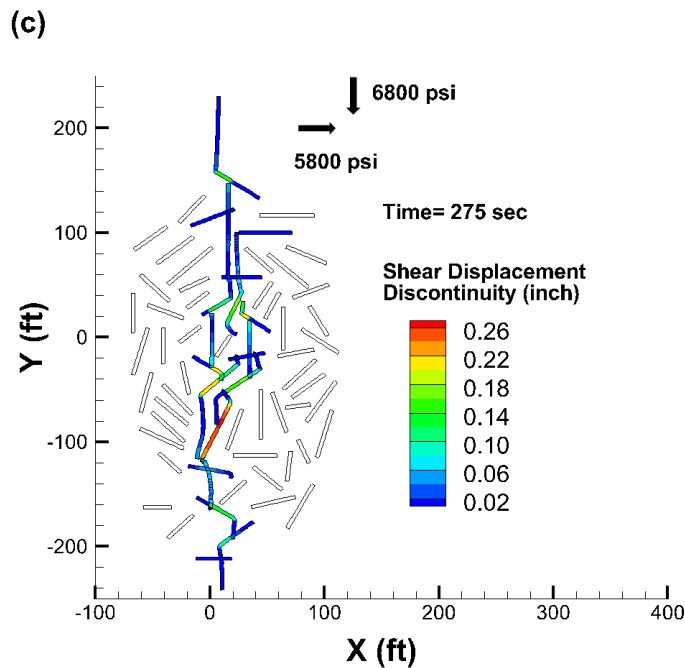 (c)
6800 psi
5800 psi
Time= 275 sec
Shear Displacement
Discontinuity (inch)
0.26
0.22
0.18
0.14
0.10
0.06
0.02
200
100
0
-100
-200
Y (ft)
-100 0 100 200 300 400
X (ft)